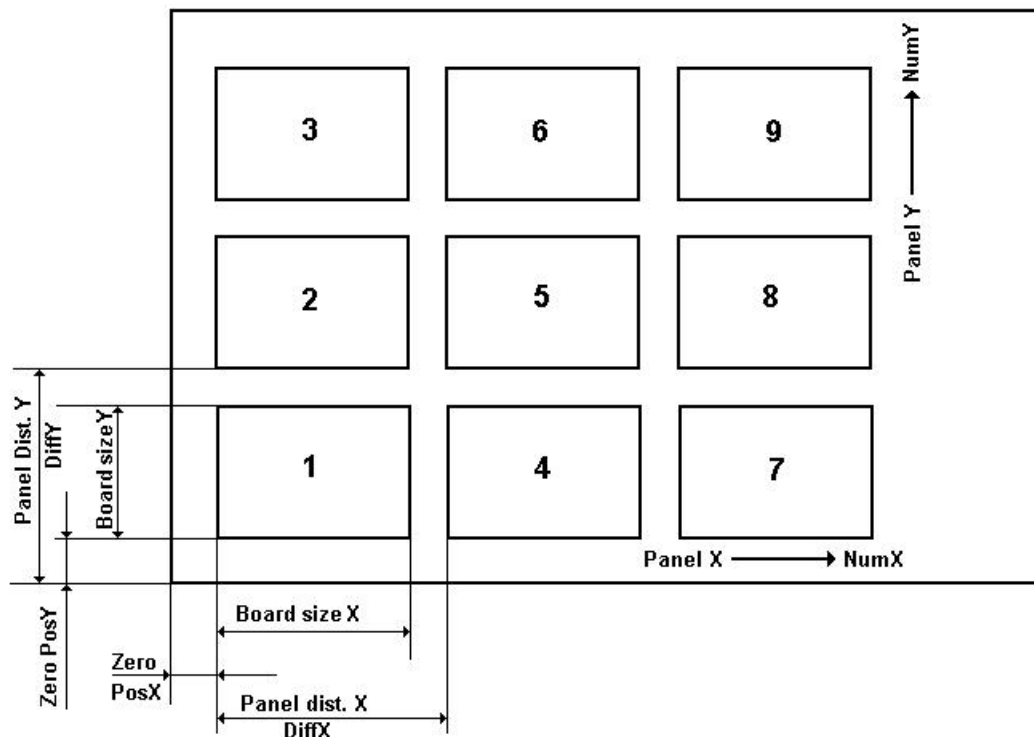 3
6
9
Panel Y
NumY
2
5
8
1
4
7
Panel X
NumX
Panel Dist. Y
DiffY
Board size Y
Zero PosY
Board size X
Zero
PosX
Panel dist. X
DiffX